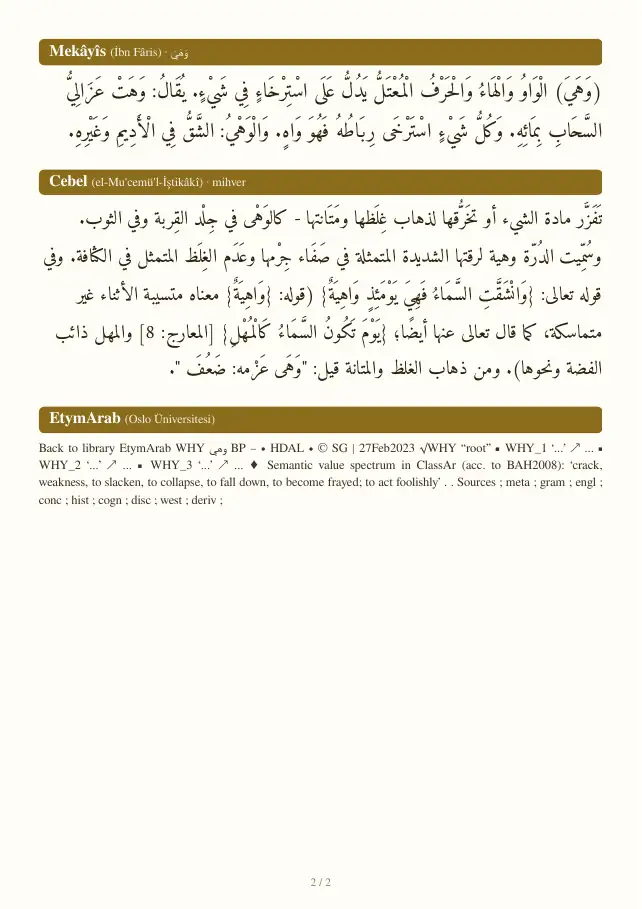 Mekâyîs (İbn Fâris) · وَهَيَ
(وَهَيَ) الْوَاوُ وَالْهَاءُ وَالْحَرْفُ الْمُعْتَلُّ يَدُلُّ عَلَى اسْتِرْخَاءٍ فِي شَيْءٍ. يُقَالُ: وَهَتْ عَزَالِيُّ
السَّحَابِ بِمَائِهِ. وَكُلُّ شَيْءٍ اسْتَرْخَى رِبَاطُهُ فَهُوَ وَاهٍ. وَالْوَهْيُ: الشَّقُّ فِي الْأَدِيمِ وَغَيْرِهِ.
Cebel (el-Mu'cemü'l-İştikâkî) · mihver
تَفَزَّر مادة الشيء أو تخَرُّقها لذهاب غِلَظها ومَتَانتها - كالوَهْى في جِلْد القِربة وفي الثوب.
وسُمِّيت الدُرّة وهية لرقتها الشديدة المتمثلة في صَفَاء جِرْمها وعَدَم الغِلَظ المتمثل في الكثافة. وفي
قوله تعالى: {وَانْشَقَّتِ السَّمَاءُ فَهِيَ يَوْمَئِذٍ وَاهِيَةٌ} (قوله: {وَاهِيَةٌ} معناه متسيبة الأثناء غير
متماسكة، كما قال تعالى عنها أيضًا؛ {يَوْمَ تَكُونُ السَّمَاءُ كَالْمُهْلِ} [المعارج: 8] والمهل ذائب
الفضة ونحوها). ومن ذهاب الغلظ والمتانة قيل: "وَهَى عَزْمه: ضَعُفَ ".
EtymArab (Oslo Üniversitesi)
Back to library EtymArab WHY وهي BP – • HDAL • © SG | 27Feb2023 √WHY “root” ▪ WHY_1 ‘...’ ↗ ... ▪
WHY_2 ‘...’ ↗ ... ▪ WHY_3 ‘...’ ↗ ... ♦ Semantic value spectrum in ClassAr (acc. to BAH2008): ‘crack,
weakness, to slacken, to collapse, to fall down, to become frayed; to act foolishly’ . . Sources ; meta ; gram ; engl ;
conc ; hist ; cogn ; disc ; west ; deriv ;
2 / 2